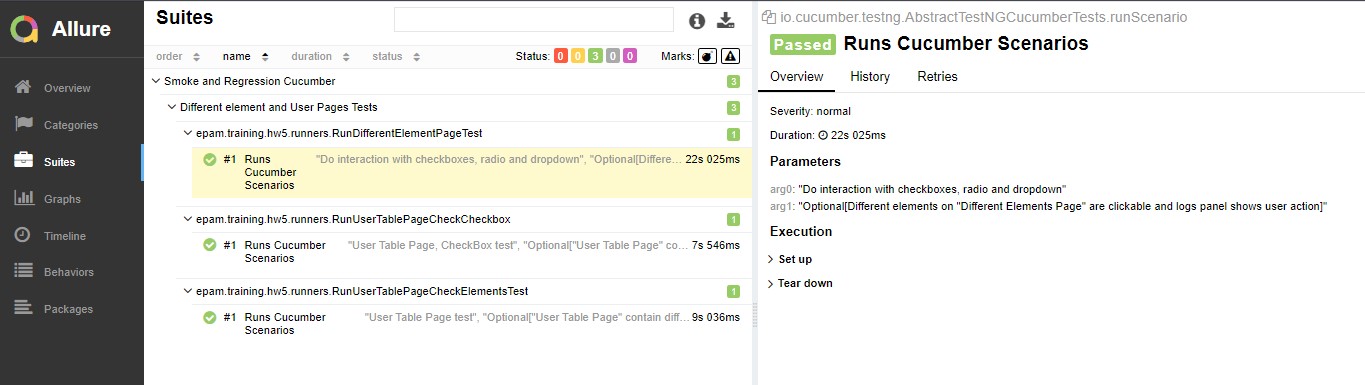 Allure
Overview
Categories
Suites
Graphs
Timeline
Behaviors
Packages
Suites
order name duration status Status: 0 0 3 0 0 Marks:
Smoke and Regression Cucumber 3
Different element and User Pages Tests 3
epam.training.hw5.runners.RunDifferentElementPageTest 1
#1 Runs Cucumber Scenarios "Do interaction with checkboxes, radio and dropdown", "Optional[Differe... 22s 025ms
epam.training.hw5.runners.RunUserTablePageCheckCheckbox 1
#1 Runs Cucumber Scenarios "User Table Page, CheckBox test", "Optional["User Table Page" co... 7s 546ms
epam.training.hw5.runners.RunUserTablePageCheckElementsTest 1
#1 Runs Cucumber Scenarios "User Table Page test", "Optional["User Table Page" contain diff... 9s 036ms
io.cucumber.testng.AbstractTestNGCucumberTests.runScenario
Passed Runs Cucumber Scenarios
Overview History Retries
Severity: normal
Duration: 22s 025ms
Parameters
arg0: "Do interaction with checkboxes, radio and dropdown"
arg1: "Optional[Different elements on "Different Elements Page" are clickable and logs panel shows user action]"
Execution
Set up
Tear down